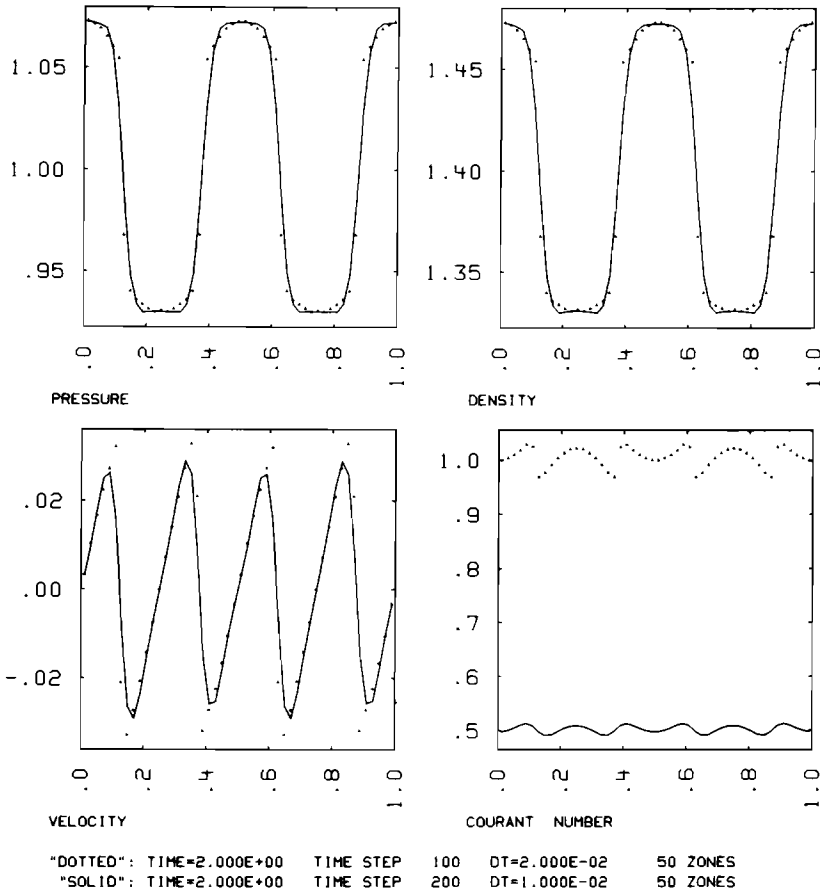 1.05
1.00
.95
.0 .2 .4 .6 .8 1.0
PRESSURE
1.45
1.40
1.35
.0 .2 .4 .6 .8 1.0
DENSITY
.02
.00
-.02
.0 .2 .4 .6 .8 1.0
VELOCITY
1.0
.9
.8
.7
.6
.5
.0 .2 .4 .6 .8 1.0
COURANT NUMBER
"DOTTED": TIME=2.000E+00 TIME STEP 100 DT=2.000E-02 50 ZONES
"SOLID": TIME=2.000E+00 TIME STEP 200 DT=1.000E-02 50 ZONES